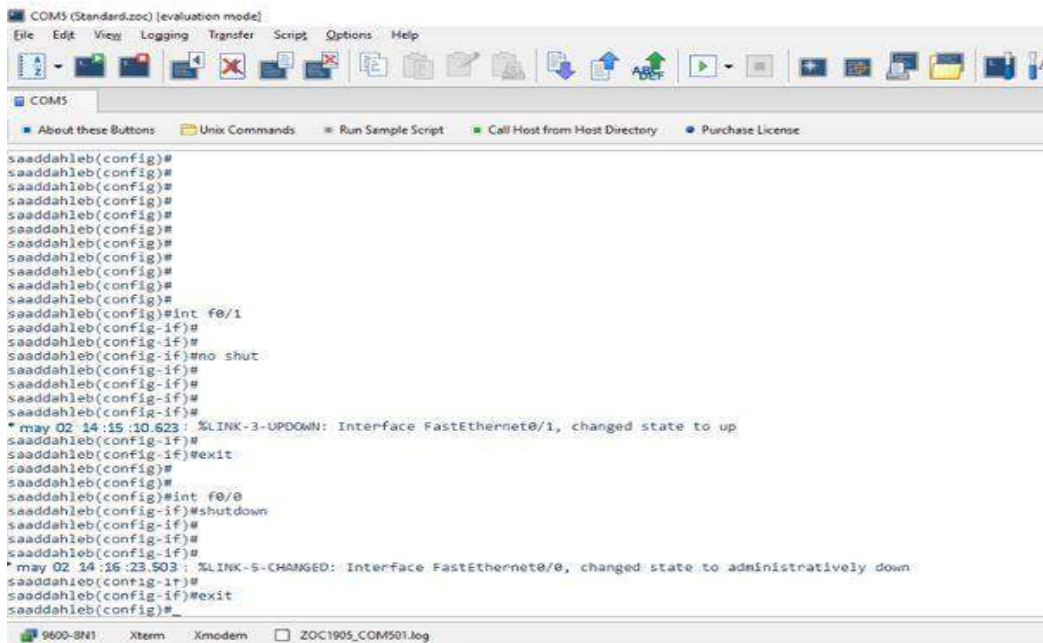 COM5 (Standard.zoc) [evaluation mode]
File Edit View Logging Transfer Script Options Help
COM5
About these Buttons Unix Commands Run Sample Script Call Host from Host Directory Purchase License
saaddahleb(config)#
saaddahleb(config)#
saaddahleb(config)#
saaddahleb(config)#
saaddahleb(config)#
saaddahleb(config)#
saaddahleb(config)#
saaddahleb(config)#
saaddahleb(config)#
saaddahleb(config)#
saaddahleb(config)#
saaddahleb(config)#int f0/1
saaddahleb(config-if)#
saaddahleb(config-if)#
saaddahleb(config-if)#no shut
saaddahleb(config-if)#
saaddahleb(config-if)#
saaddahleb(config-if)#
saaddahleb(config-if)#
* may 02 14:15:10.623: %LINK-3-UPDOWN: Interface FastEthernet0/1, changed state to up
saaddahleb(config-if)#
saaddahleb(config-if)#exit
saaddahleb(config)#
saaddahleb(config)#
saaddahleb(config)#int f0/0
saaddahleb(config-if)#shutdown
saaddahleb(config-if)#
saaddahleb(config-if)#
saaddahleb(config-if)#
* may 02 14:16:23.503: %LINK-5-CHANGED: Interface FastEthernet0/0, changed state to administratively down
saaddahleb(config-if)#
saaddahleb(config-if)#exit
saaddahleb(config)#_
9600-8N1 Xterm Xmodem ZOC1905_COM501.log